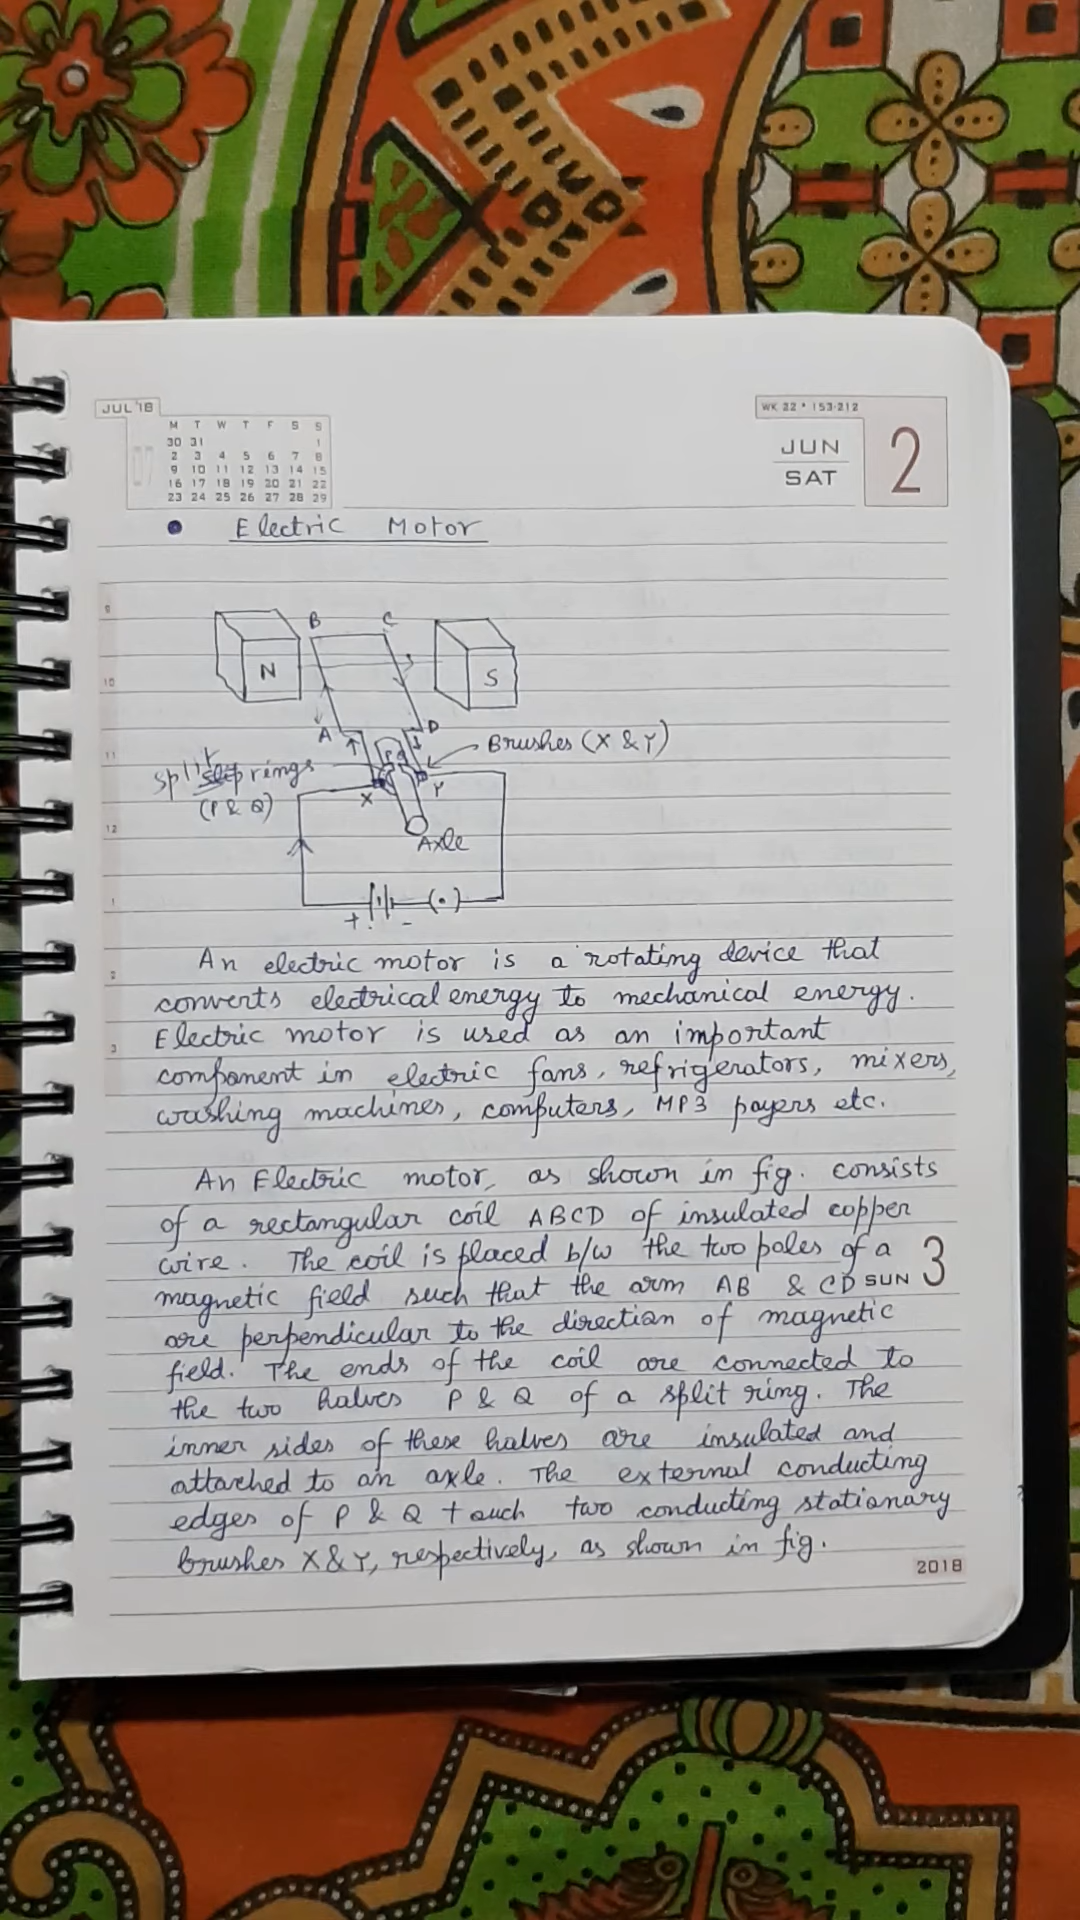 JUL '18
M T W T F S S
30 31 1
2 3 4 5 6 7 8
9 10 11 12 13 14 15
16 17 18 19 20 21 22
23 24 25 26 27 28 29
07
WK 22 • 153-212
JUN
SAT
2
• Electric Motor
9
10
11
12
1
2
3
B C
N S
A D
Brushes (X & Y)
split rings
(P & Q)
P Q
X Y
Axle
+ -
An electric motor is a rotating device that
converts electrical energy to mechanical energy.
Electric motor is used as an important
component in electric fans, refrigerators, mixers,
washing machines, computers, MP3 payers etc.
An Electric motor, as shown in fig. consists
of a rectangular coil ABCD of insulated copper
wire. The coil is placed b/w the two poles of a
magnetic field such that the arm AB & CD
SUN 3
are perpendicular to the direction of magnetic
field. The ends of the coil are connected to
the two halves P & Q of a split ring. The
inner sides of these halves are insulated and
attached to an axle. The external conducting
edges of P & Q touch two conducting stationary
brushes X & Y, respectively, as shown in fig.
2018